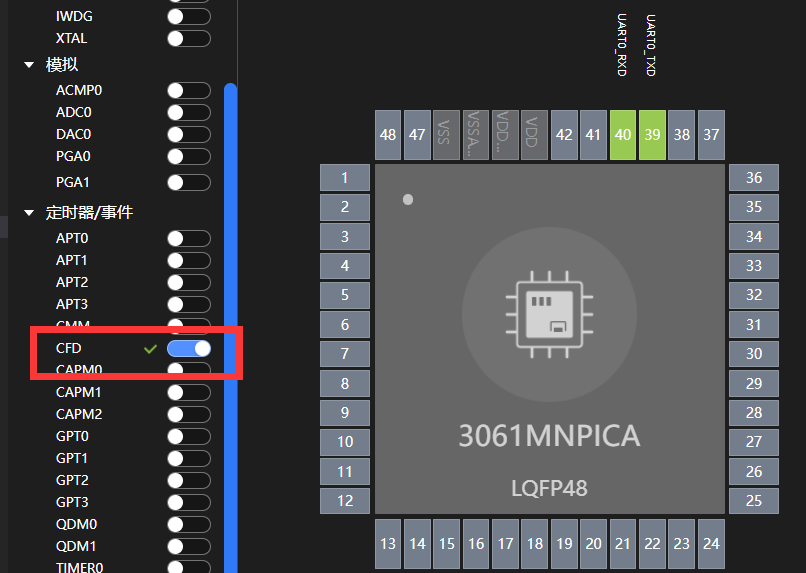 IWDG
XTAL
模拟
ACMP0
ADC0
DAC0
PGA0
PGA1
定时器/事件
APT0
APT1
APT2
APT3
CMM
CFD
CAPM0
CAPM1
CAPM2
GPT0
GPT1
GPT2
GPT3
QDM0
QDM1
TIMER0
UART0_RXD
UART0_TXD
48 47 VSS VSSA... VDD... VDD 42 41 40 39 38 37
1
2
3
4
5
6
7
8
9
10
11
12
36
35
34
33
32
31
30
29
28
27
26
25
3061MNPICA
LQFP48
13 14 15 16 17 18 19 20 21 22 23 24